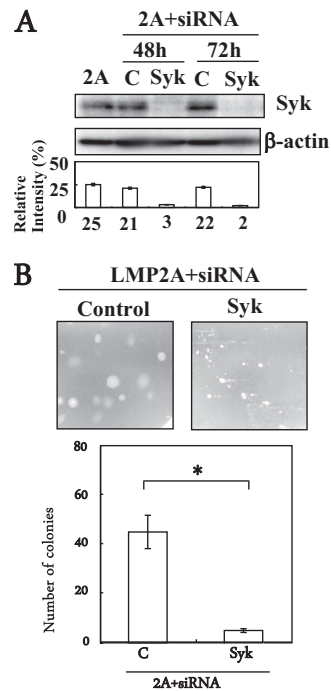 A
2A+siRNA
48h 72h
2A C Syk C Syk
Syk
β-actin
Relative Intensity (%)
50
25
0
25 21 3 22 2
B
LMP2A+siRNA
Control Syk
Number of colonies
80
60
40
20
0
*
C Syk
2A+siRNA